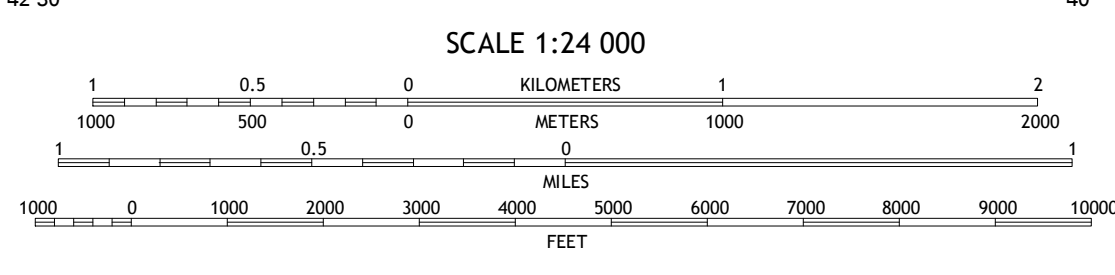 42'30"
40'
SCALE 1:24 000
1 0.5 0 KILOMETERS 1 2
1000 500 0 METERS 1000 2000
1 0.5 0 1
MILES
1000 0 1000 2000 3000 4000 5000 6000 7000 8000 9000 10000
FEET